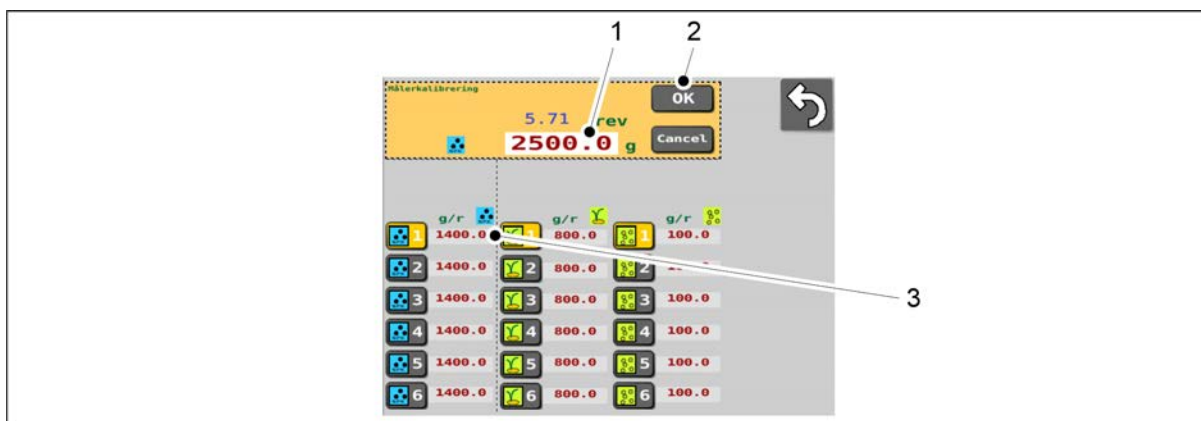 1 2
Målerkalibrering
OK
5.71 rev
2500.0 g Cancel
g/r g/r g/r
1 1400.0 1 800.0 1 100.0
3
2 1400.0 2 800.0 2
3 1400.0 3 800.0 3 100.0
4 1400.0 4 800.0 4 100.0
5 1400.0 5 800.0 5 100.0
6 1400.0 6 800.0 6 100.0